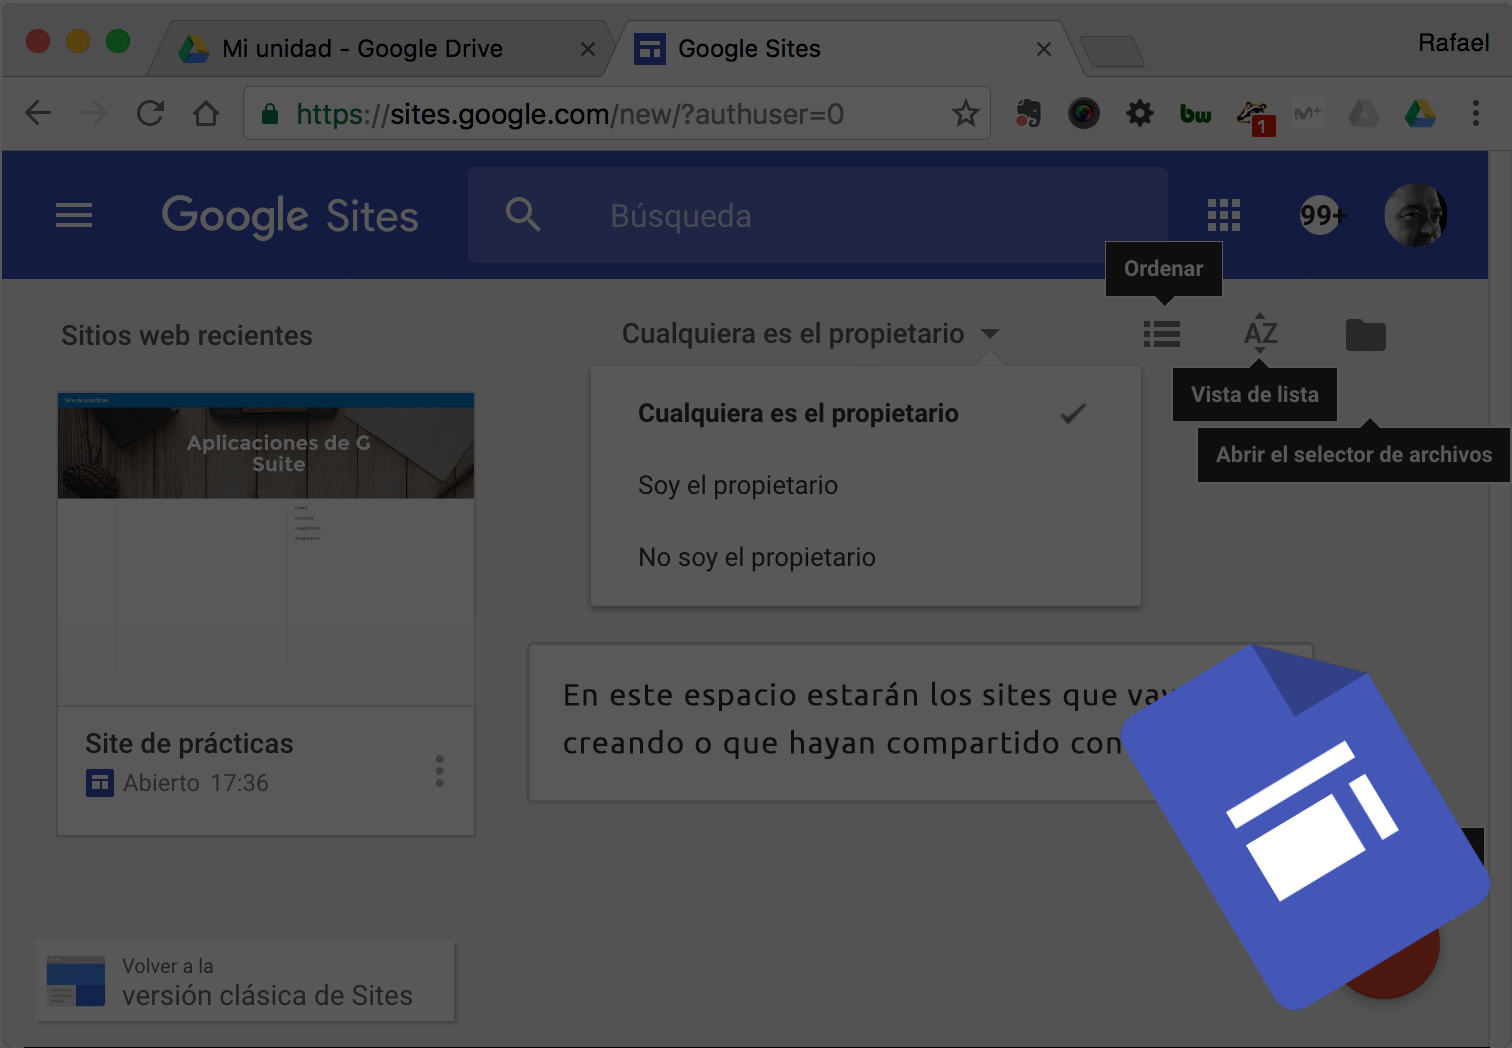 Mi unidad - Google Drive
Google Sites
Rafael
https://sites.google.com/new/?authuser=0
bw
1
99+
Google Sites
Búsqueda
Ordenar
Sitios web recientes
Cualquiera es el propietario
AZ
Vista de lista
Abrir el selector de archivos
Cualquiera es el propietario
Soy el propietario
No soy el propietario
Site de prácticas
Aplicaciones de G
Suite
En este espacio estarán los sites que
creando o que hayan compartido con
Site de prácticas
Abierto 17:36
Volver a la
versión clásica de Sites